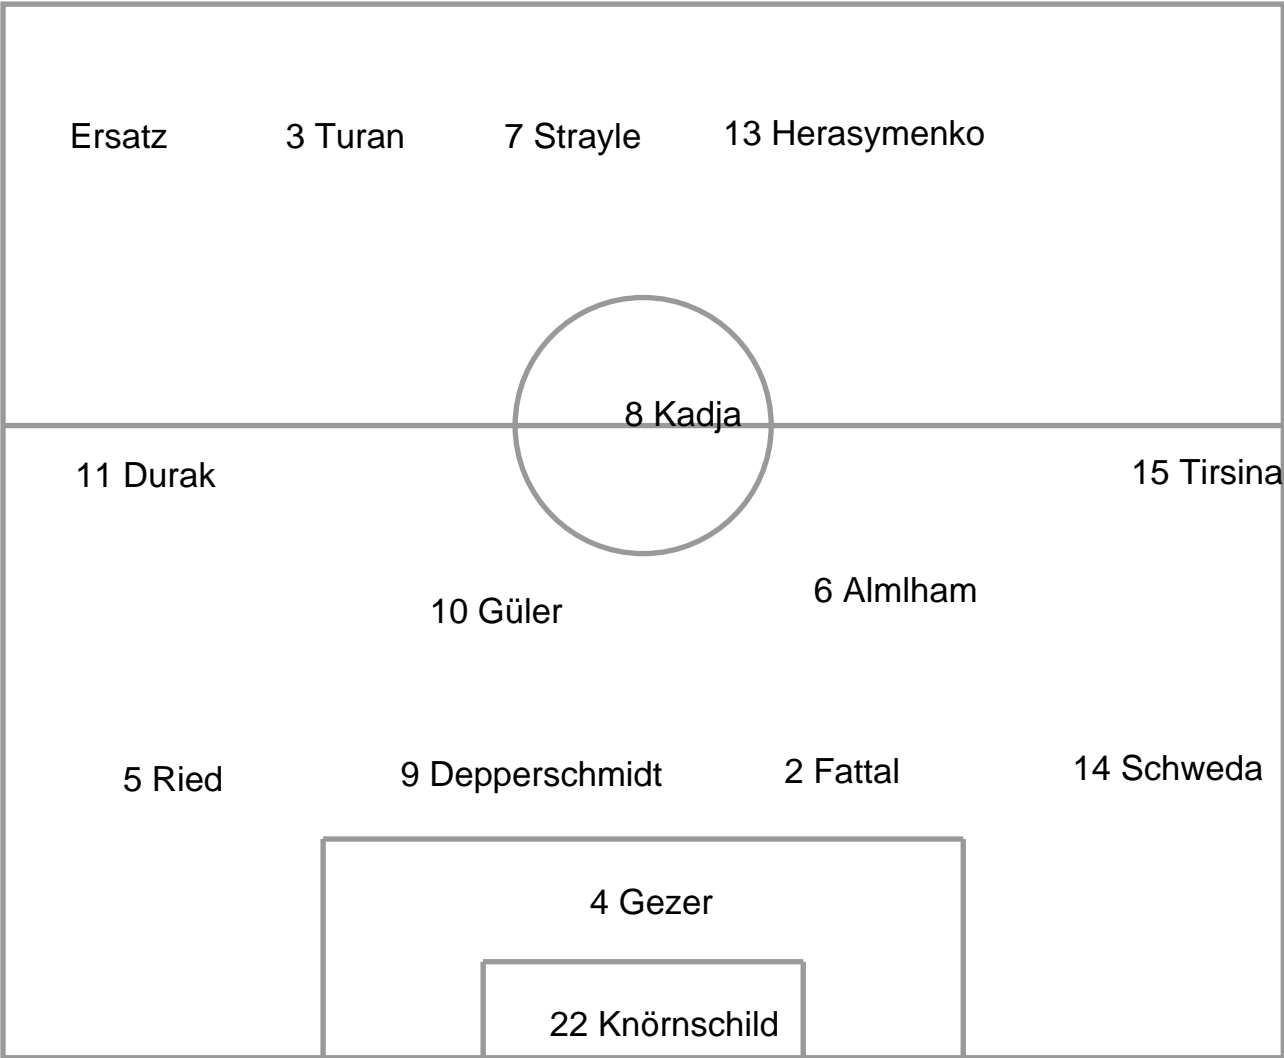 Ersatz 3 Turan 7 Strayle 13 Herasymenko
8 Kadja
11 Durak 15 Tirsina
10 Güler 6 Almlham
5 Ried 9 Depperschmidt 2 Fattal 14 Schweda
4 Gezer
22 Knörnschild